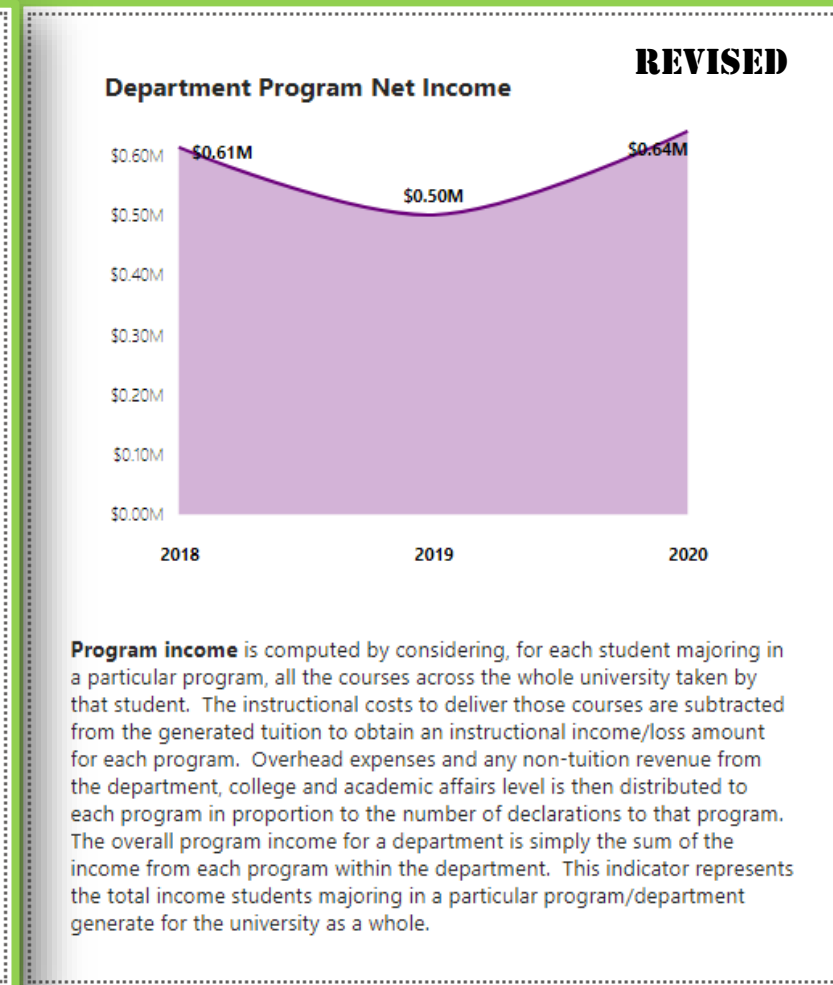 REVISED
Department Program Net Income
$0.60M
$0.61M
$0.64M
$0.50M
$0.50M
$0.40M
$0.30M
$0.20M
$0.10M
$0.00M
2018 2019 2020
Program income is computed by considering, for each student majoring in
a particular program, all the courses across the whole university taken by
that student.  The instructional costs to deliver those courses are subtracted
from the generated tuition to obtain an instructional income/loss amount
for each program.  Overhead expenses and any non-tuition revenue from
the department, college and academic affairs level is then distributed to
each program in proportion to the number of declarations to that program.
The overall program income for a department is simply the sum of the
income from each program within the department.  This indicator represents
the total income students majoring in a particular program/department
generate for the university as a whole.